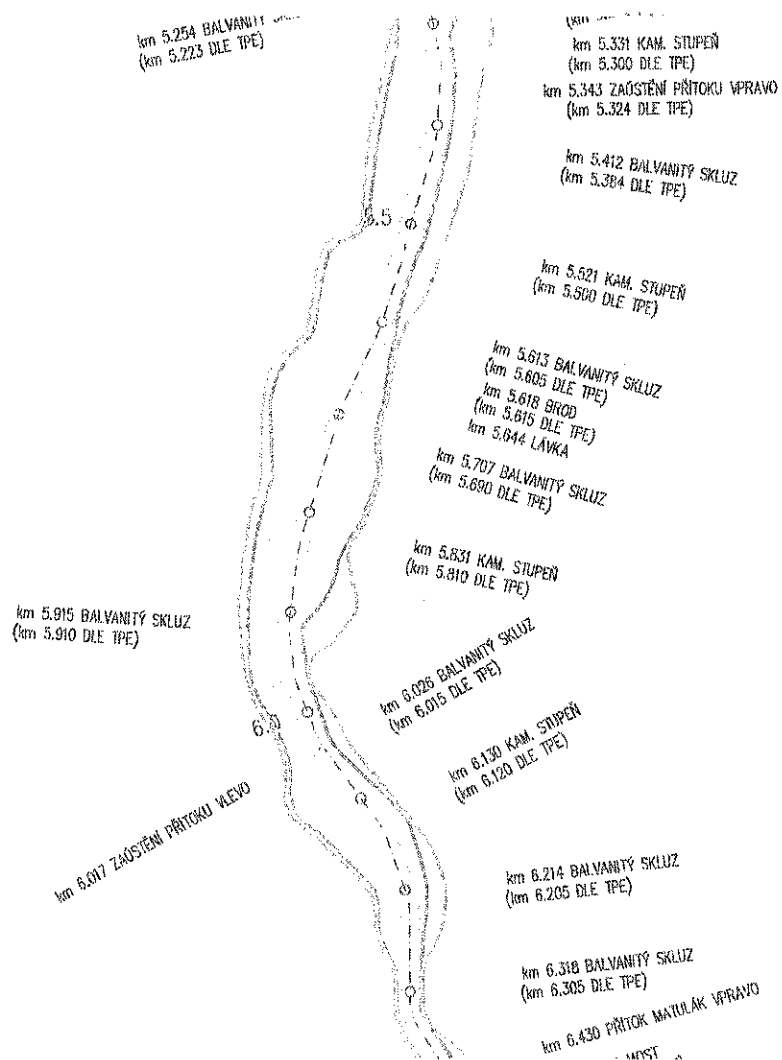 km 5.254 BALVANITÝ
(km 5.223 DLE TPE)
km 5.331 KAM. STUPEŇ
(km 5.300 DLE TPE)
km 5.343 ZAÚSTĚNÍ PŘÍTOKU VPRAVO
(km 5.324 DLE TPE)
km 5.412 BALVANITÝ SKLUZ
(km 5.384 DLE TPE)
5.5
km 5.521 KAM. STUPEŇ
(km 5.500 DLE TPE)
km 5.613 BALVANITÝ SKLUZ
(km 5.605 DLE TPE)
km 5.618 BROD
(km 5.615 DLE TPE)
km 5.644 LÁVKA
km 5.707 BALVANITÝ SKLUZ
(km 5.690 DLE TPE)
km 5.831 KAM. STUPEŇ
(km 5.810 DLE TPE)
km 5.915 BALVANITÝ SKLUZ
(km 5.910 DLE TPE)
km 6.026 BALVANITÝ SKLUZ
(km 6.015 DLE TPE)
6.0
km 6.130 KAM. STUPEŇ
(km 6.120 DLE TPE)
km 6.017 ZAÚSTĚNÍ PŘÍTOKU VLEVO
km 6.214 BALVANITÝ SKLUZ
(km 6.205 DLE TPE)
km 6.318 BALVANITÝ SKLUZ
(km 6.305 DLE TPE)
km 6.430 PŘÍTOK MATULÁK VPRAVO
MOST